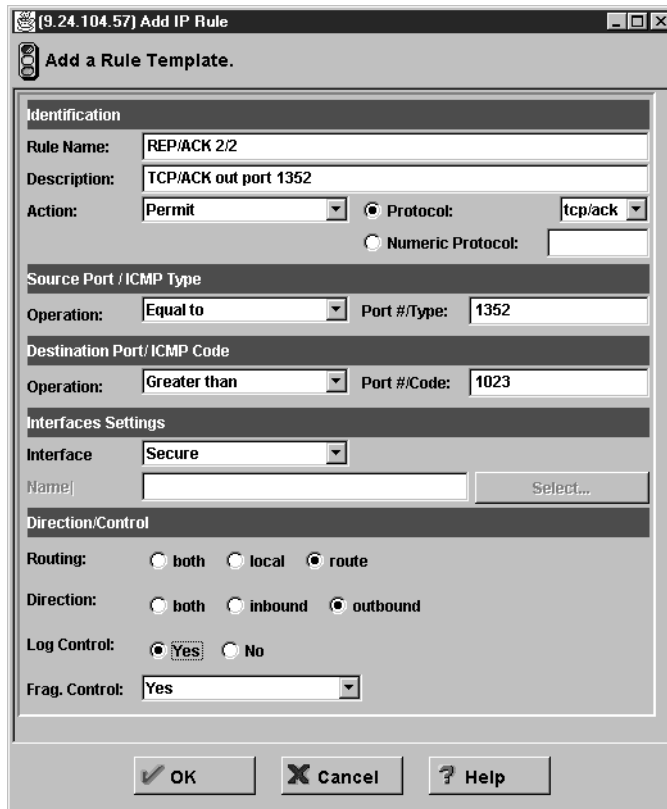 (9.24.104.57) Add IP Rule
Add a Rule Template.
Identification
Rule Name: REP/ACK 2/2
Description: TCP/ACK out port 1352
Action: Permit Protocol: tcp/ack
Numeric Protocol:
Source Port / ICMP Type
Operation: Equal to Port #/Type: 1352
Destination Port/ ICMP Code
Operation: Greater than Port #/Code: 1023
Interfaces Settings
Interface Secure
Name Select...
Direction/Control
Routing: both local route
Direction: both inbound outbound
Log Control: Yes No
Frag. Control: Yes
OK Cancel Help